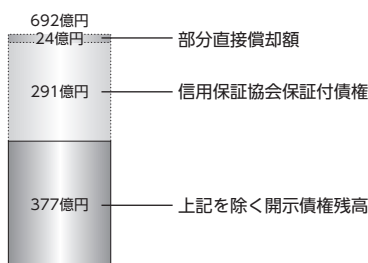 692億円
24億円 部分直接償却額
291億円 信用保証協会保証付債権
377億円 上記を除く開示債権残高